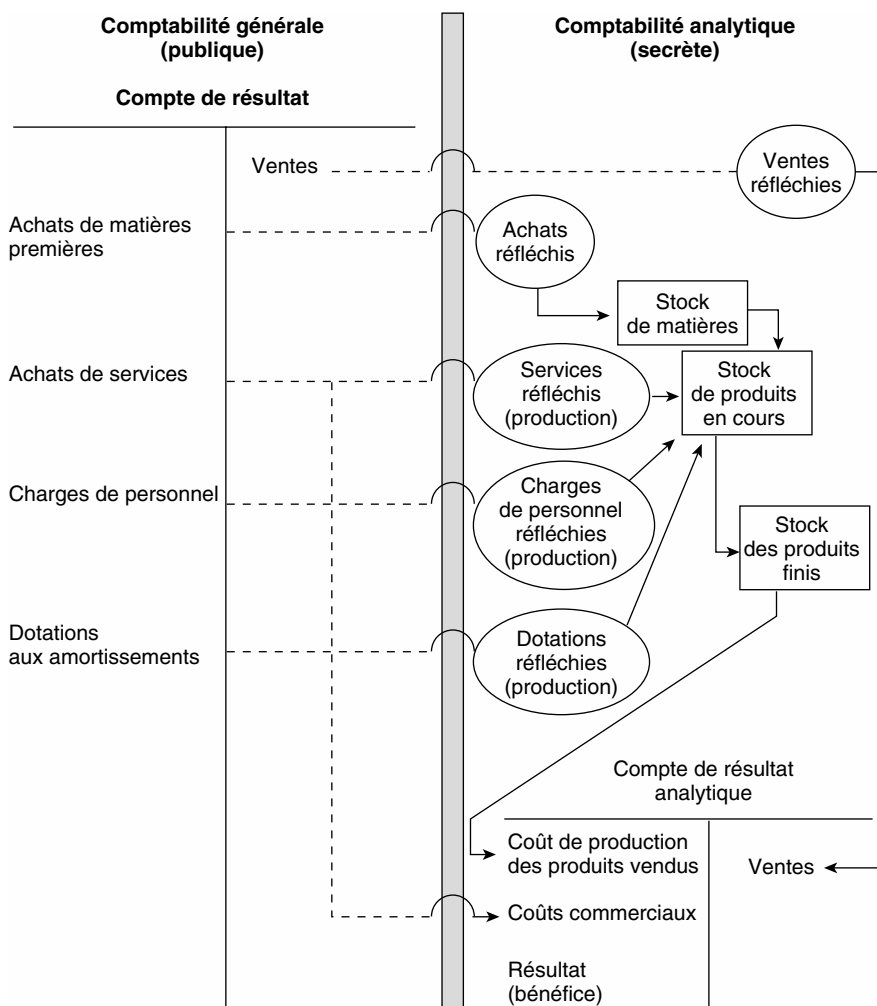 Comptabilité générale
(publique)
Comptabilité analytique
(secrète)
Compte de résultat
Ventes
Ventes
réfléchies
Achats de matières
premières
Achats
réfléchis
Stock
de matières
Achats de services
Services
réfléchis
(production)
Stock
de produits
en cours
Charges de personnel
Charges
de personnel
réfléchies
(production)
Stock
des produits
finis
Dotations
aux amortissements
Dotations
réfléchies
(production)
Compte de résultat
analytique
Coût de production
des produits vendus
Ventes
Coûts commerciaux
Résultat
(bénéfice)